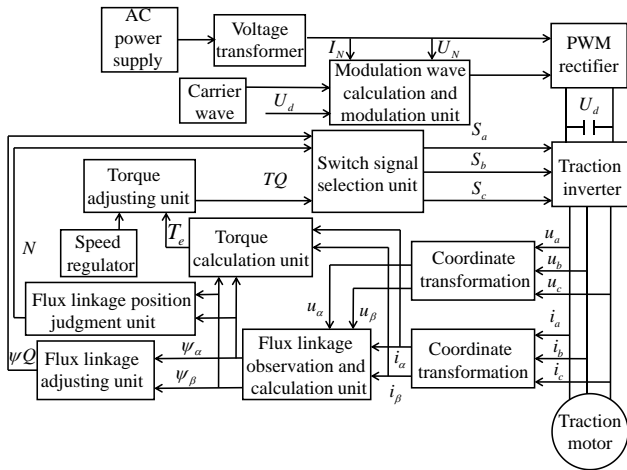 AC
power
supply
Voltage
transformer
I_N
U_N
PWM
rectifier
Carrier
wave
U_d
Modulation wave
calculation and
modulation unit
U_d
Torque
adjusting unit
TQ
Switch signal
selection unit
S_a
S_b
S_c
Traction
inverter
N
Speed
regulator
T_e
Torque
calculation unit
Coordinate
transformation
u_a
u_b
u_c
Flux linkage position
judgment unit
u_α
u_β
ψQ
Flux linkage
adjusting unit
ψ_α
ψ_β
Flux linkage
observation and
calculation unit
i_α
i_β
Coordinate
transformation
i_a
i_b
i_c
Traction
motor